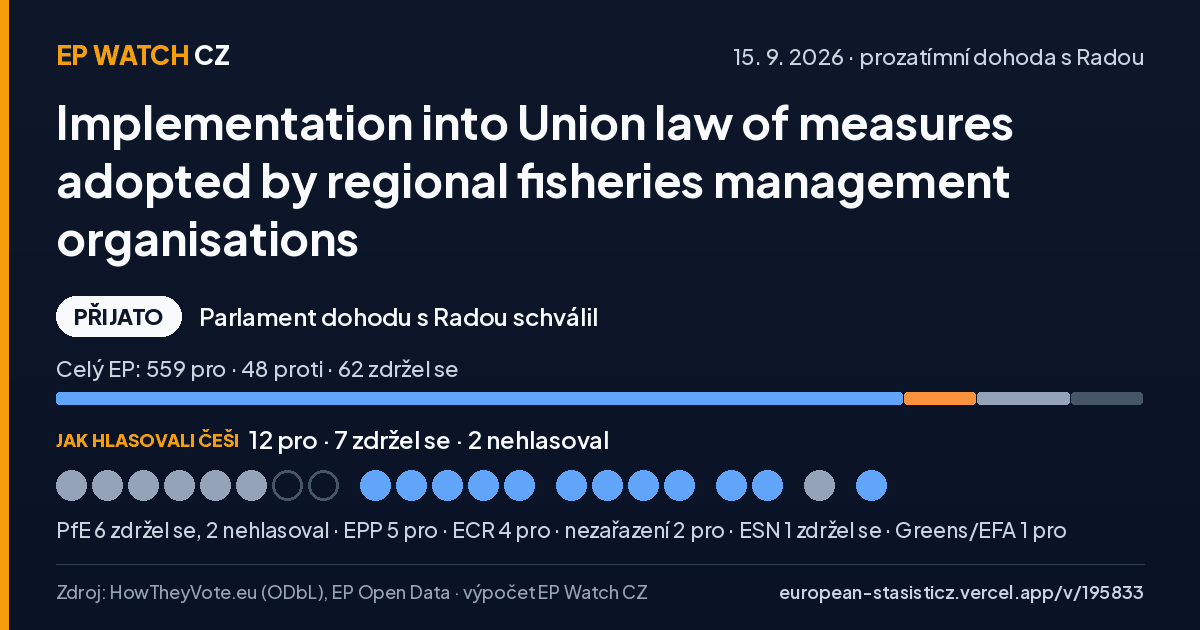 EP WATCH CZ
15. 9. 2026 · prozatímní dohoda s Radou
Implementation into Union law of measures
adopted by regional fisheries management
organisations
PŘIJATO
Parlament dohodu s Radou schválil
Celý EP: 559 pro · 48 proti · 62 zdržel se
JAK HLASOVALI ČEŠI 12 pro · 7 zdržel se · 2 nehlasoval
PfE 6 zdržel se, 2 nehlasoval · EPP 5 pro · ECR 4 pro · nezařazení 2 pro · ESN 1 zdržel se · Greens/EFA 1 pro
Zdroj: HowTheyVote.eu (ODbL), EP Open Data · výpočet EP Watch CZ
european-stasisticz.vercel.app/v/195833